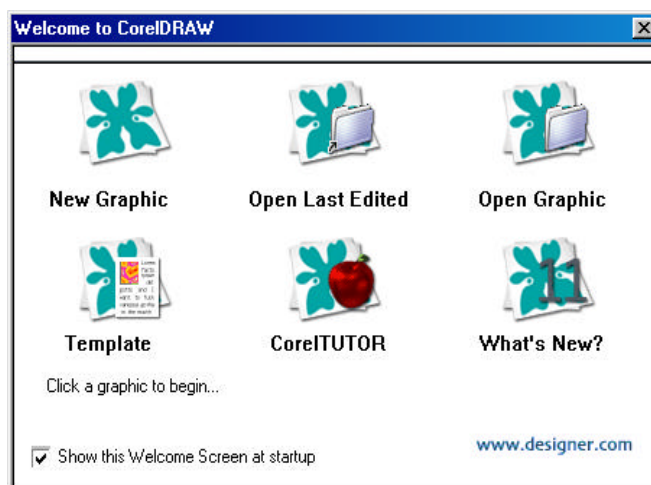 Welcome to CorelDRAW
New Graphic
Open Last Edited
Open Graphic
11
Template
CorelTUTOR
What's New?
Click a graphic to begin...
Show this Welcome Screen at startup
www.designer.com